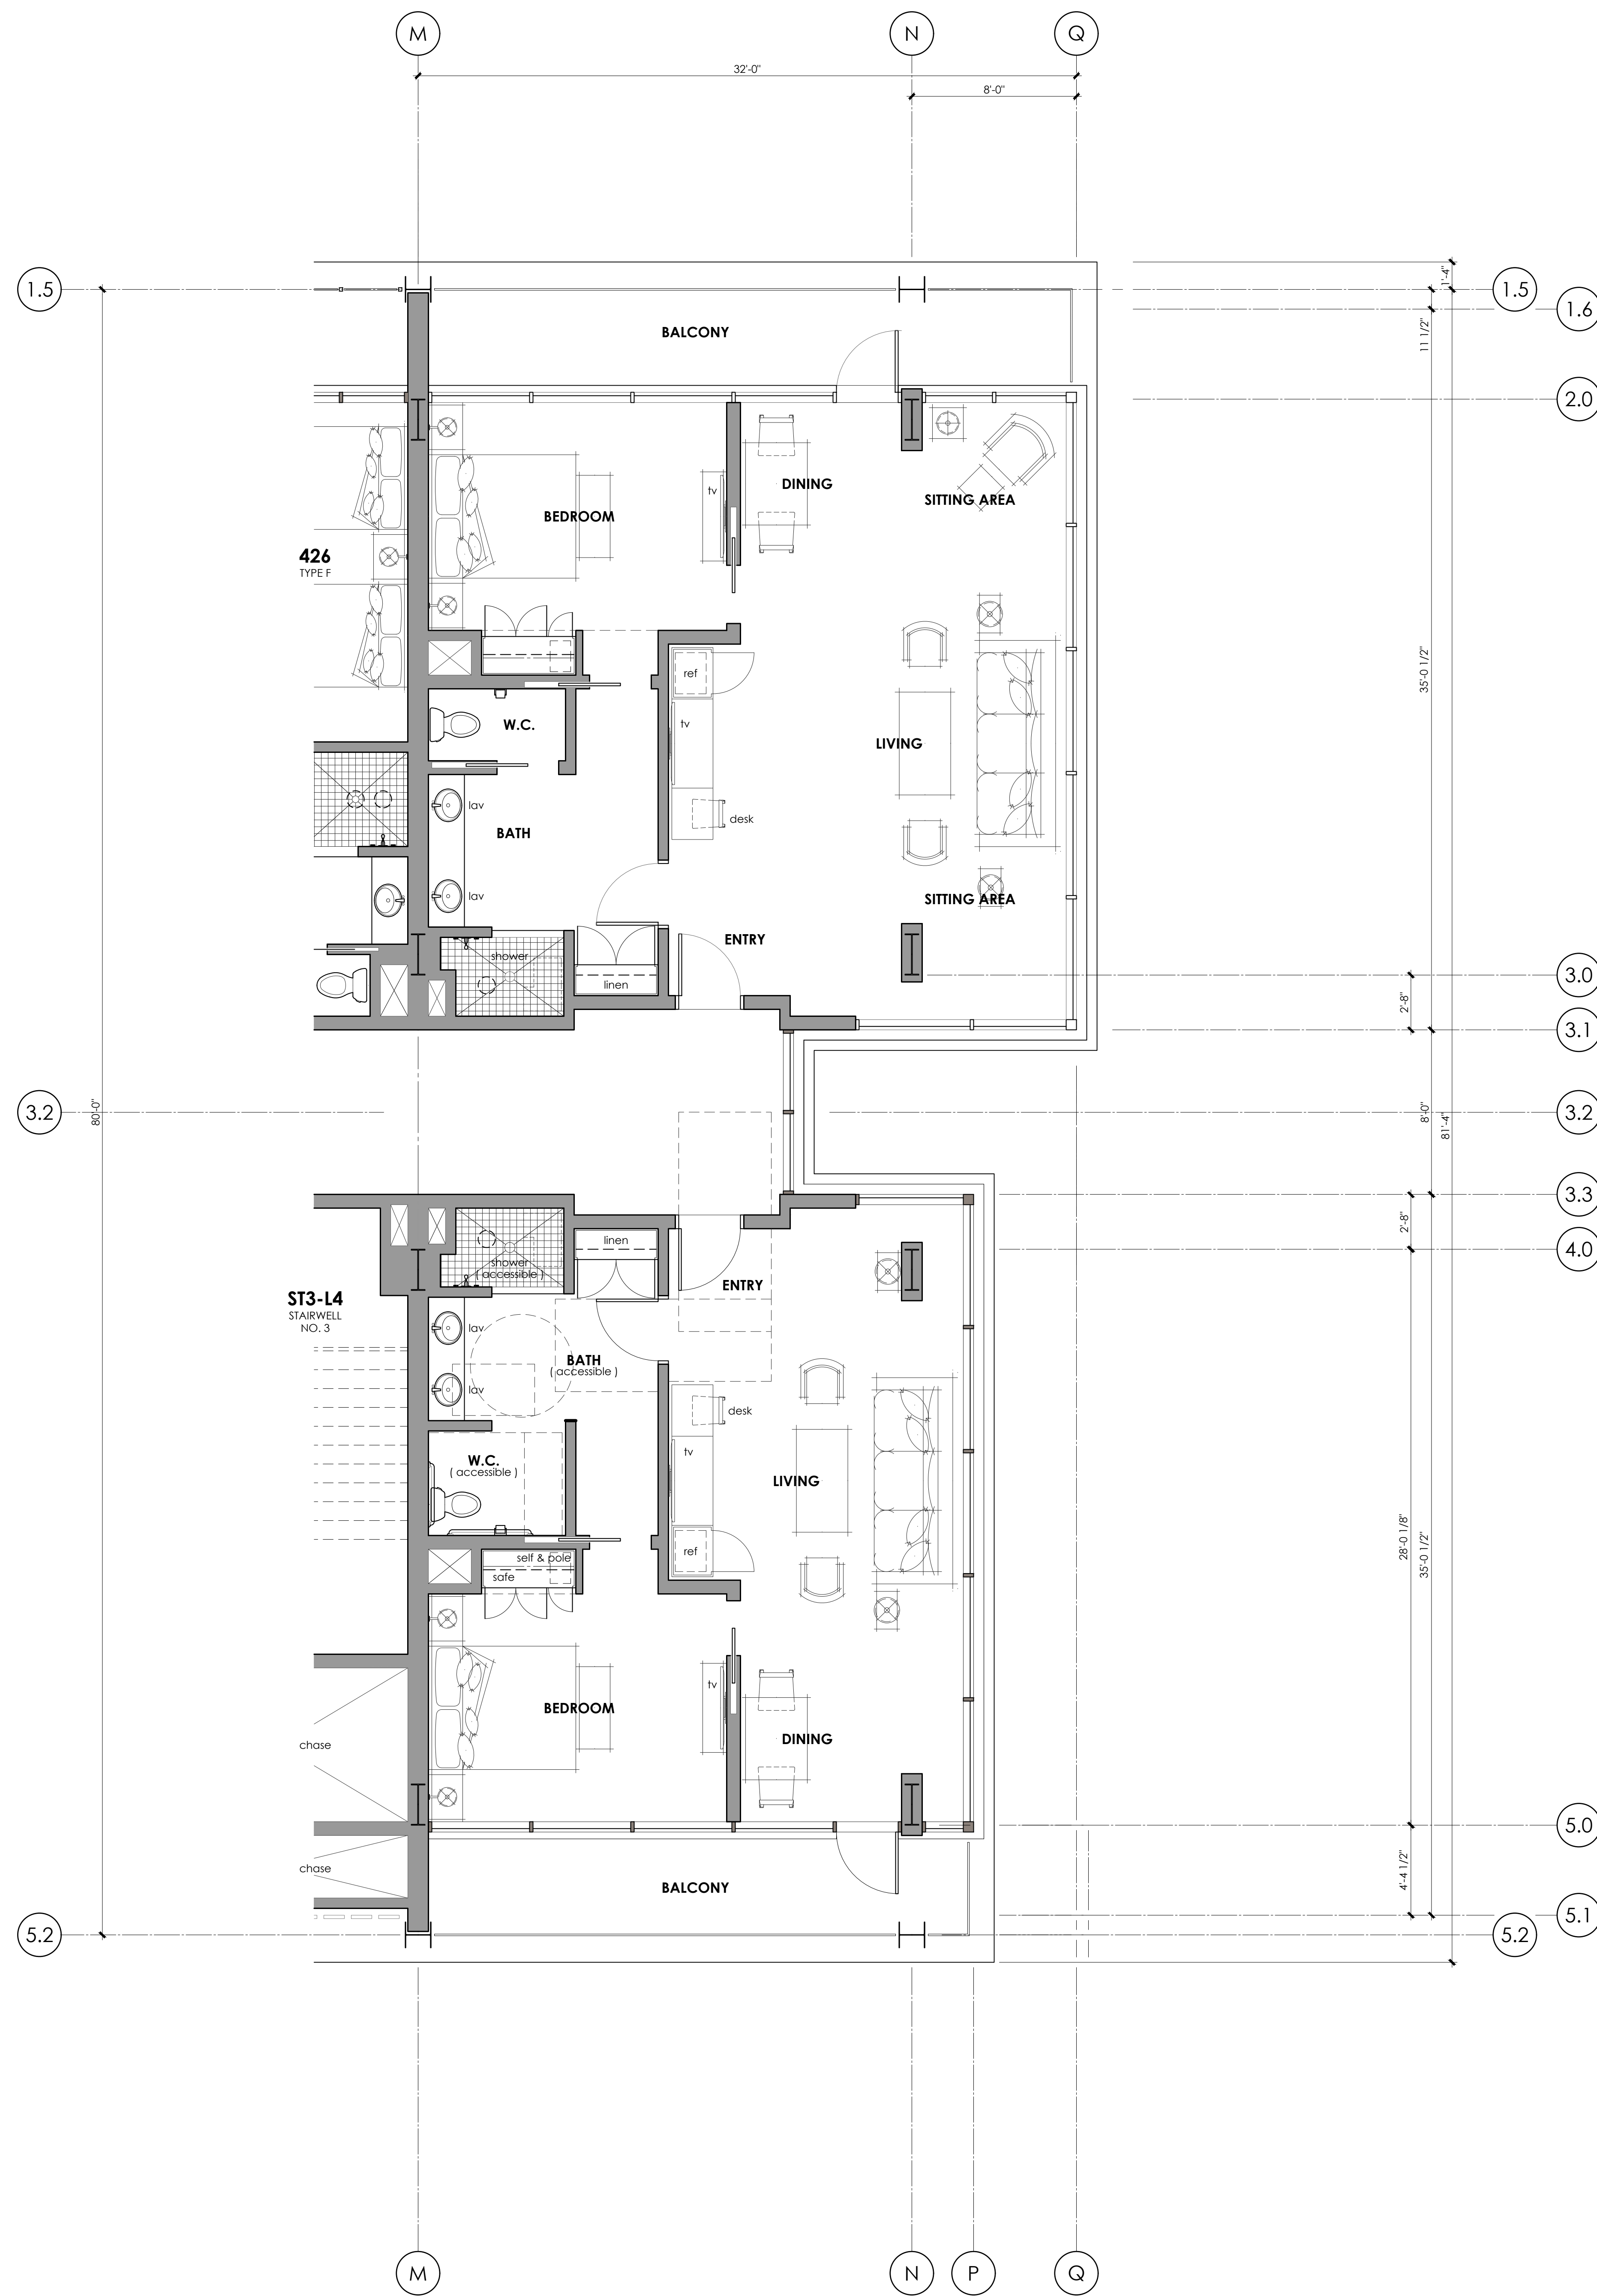 M
N
Q
32'-0"
8'-0"
1.5
1.5
1'-4"
1.6
11 1/2"
BALCONY
2.0
DINING
SITTING AREA
tv
BEDROOM
426
TYPE F
35'-0 1/2"
ref
W.C.
tv
LIVING
lav
desk
BATH
lav
SITTING AREA
ENTRY
shower
linen
3.0
2'-8"
3.1
3.2
80'-0"
3.2
8'-0"
81'-4"
3.3
2'-8"
linen
4.0
shower
( accessible )
ENTRY
ST3-L4
STAIRWELL
NO. 3
lav
BATH
( accessible )
lav
desk
tv
W.C.
( accessible )
LIVING
28'-0 1/8"
35'-0 1/2"
ref
self & pole
safe
tv
BEDROOM
DINING
chase
5.0
chase
4'-4 1/2"
BALCONY
5.1
5.2
5.2
M
N
P
Q